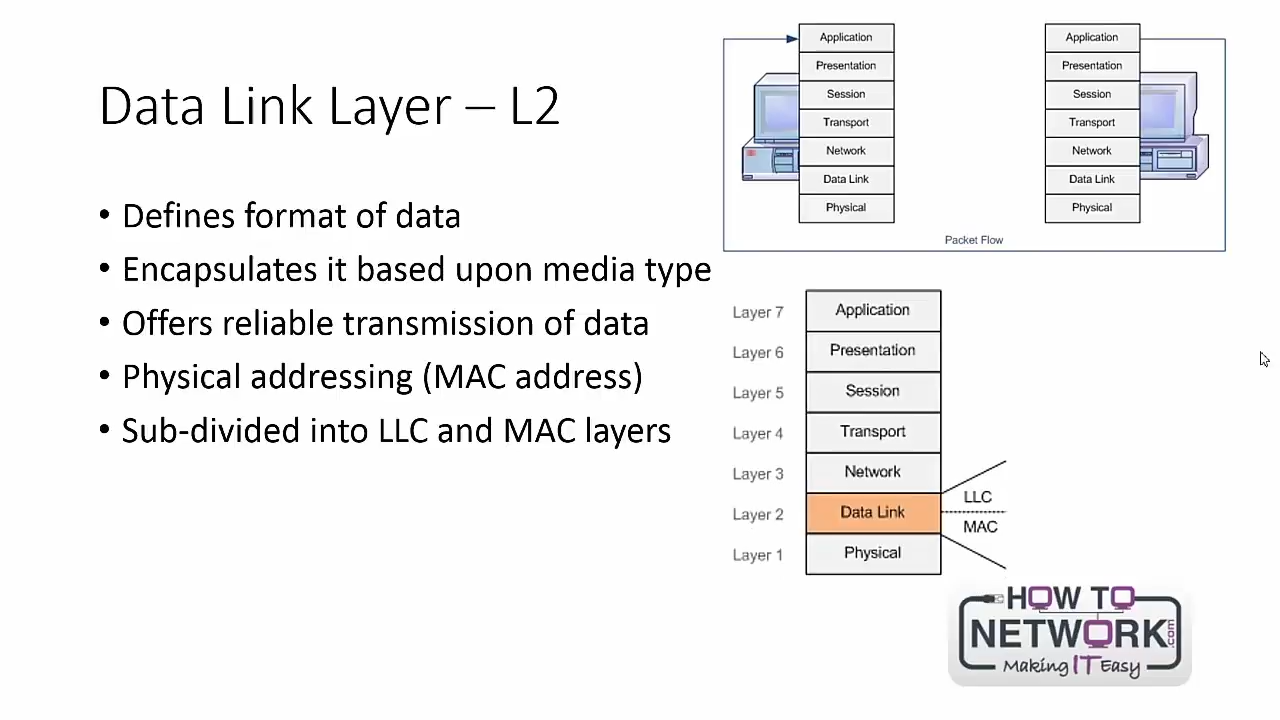 Data Link Layer – L2
• Defines format of data
• Encapsulates it based upon media type
• Offers reliable transmission of data
• Physical addressing (MAC address)
• Sub-divided into LLC and MAC layers
Application
Presentation
Session
Transport
Network
Data Link
Physical
Application
Presentation
Session
Transport
Network
Data Link
Physical
Packet Flow
Layer 7 Application
Layer 6 Presentation
Layer 5 Session
Layer 4 Transport
Layer 3 Network
Layer 2 Data Link
Layer 1 Physical
LLC
MAC
HOW TO
NETWORK.com
Making IT Easy